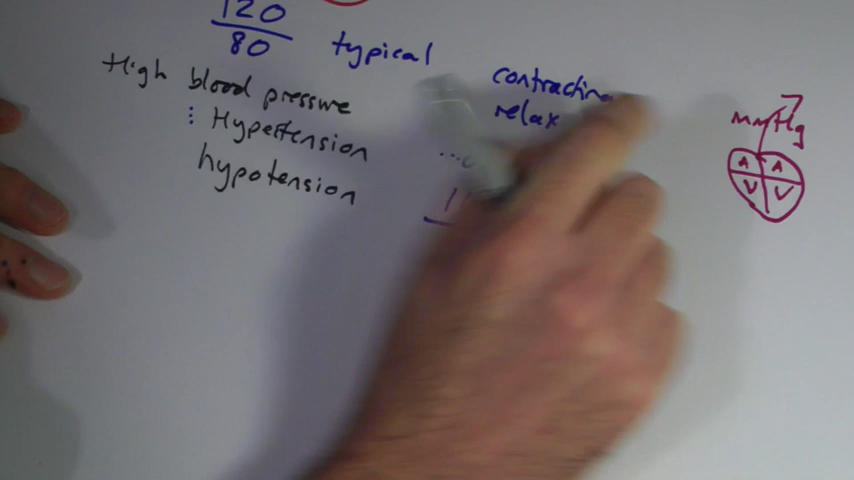 120
80
typical
High blood pressure
Hypertension
hypotension
contracting
relax
mmHg
A A
V V